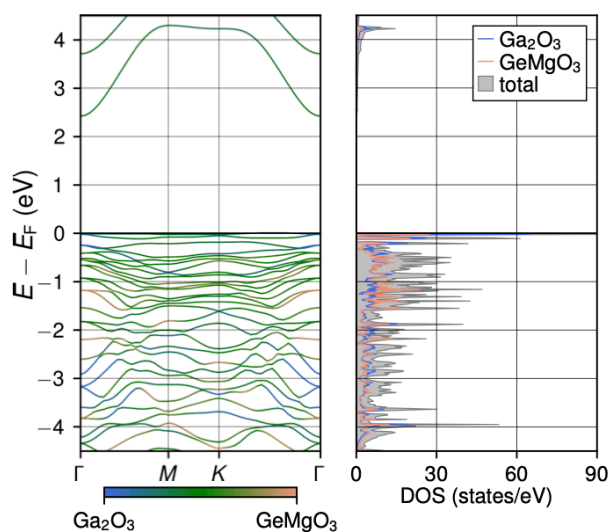 4
3
2
1
0
−1
−2
−3
−4
E − E_F (eV)
Γ
M
K
Γ
Ga₂O₃
GeMgO₃
Ga₂O₃
GeMgO₃
total
0
30
60
90
DOS (states/eV)